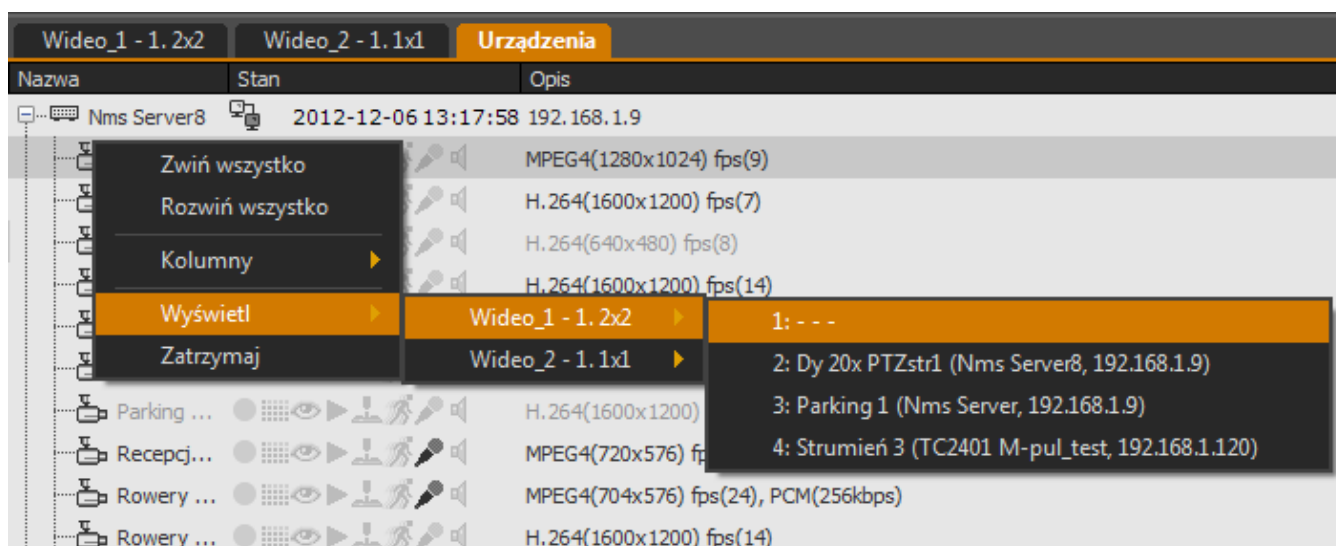 Wideo_1 - 1. 2x2 Wideo_2 - 1. 1x1 Urządzenia
Nazwa Stan Opis
Nms Server8 2012-12-06 13:17:58 192.168.1.9
MPEG4(1280x1024) fps(9)
H.264(1600x1200) fps(7)
H.264(640x480) fps(8)
H.264(1600x1200) fps(14)
Zwiń wszystko
Rozwiń wszystko
Kolumny
Wyświetl
Zatrzymaj
Wideo_1 - 1. 2x2
Wideo_2 - 1. 1x1
1: - - -
2: Dy 20x PTZstr1 (Nms Server8, 192.168.1.9)
3: Parking 1 (Nms Server, 192.168.1.9)
4: Strumień 3 (TC2401 M-pul_test, 192.168.1.120)
Parking ... H.264(1600x1200)
Recepcj... MPEG4(720x576)
Rowery ... MPEG4(704x576) fps(24), PCM(256kbps)
Rowery ... H.264(1600x1200) fps(14)